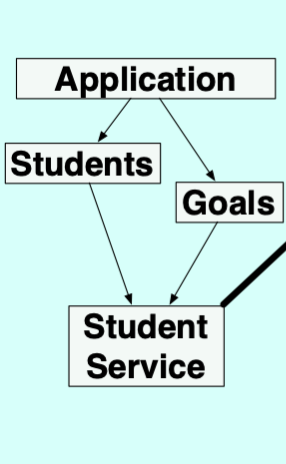 Application
Students
Goals
Student
Service